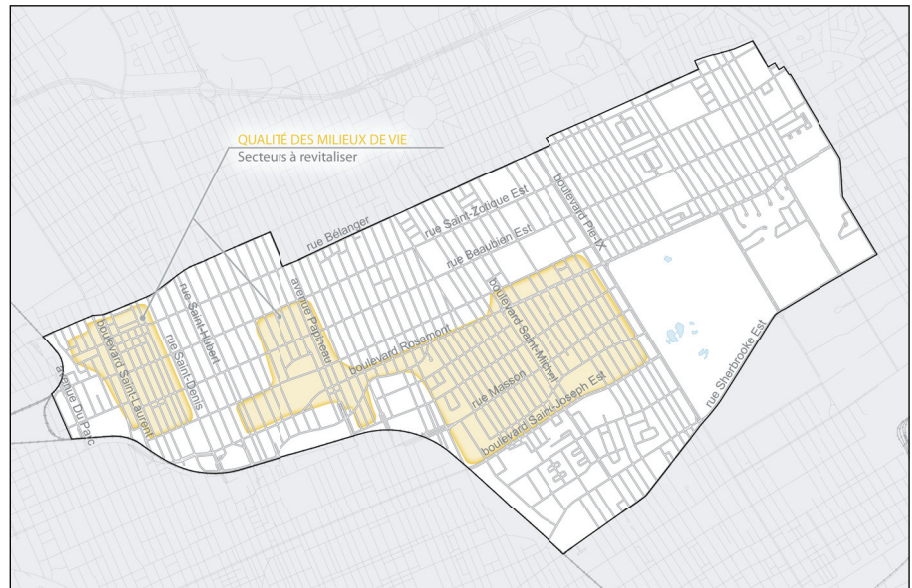 QUALITÉ DES MILIEUX DE VIE
Secteurs à revitaliser
rue Bélanger
rue Saint-Zotique Est
rue Beaubien Est
boulevard Pie-IX
rue Saint-Hubert
avenue Papineau
boulevard Rosemont
boulevard Saint-Michel
rue Saint-Denis
boulevard Saint-Laurent
avenue Du Parc
rue Masson
boulevard Saint-Joseph Est
rue Sherbrooke Est